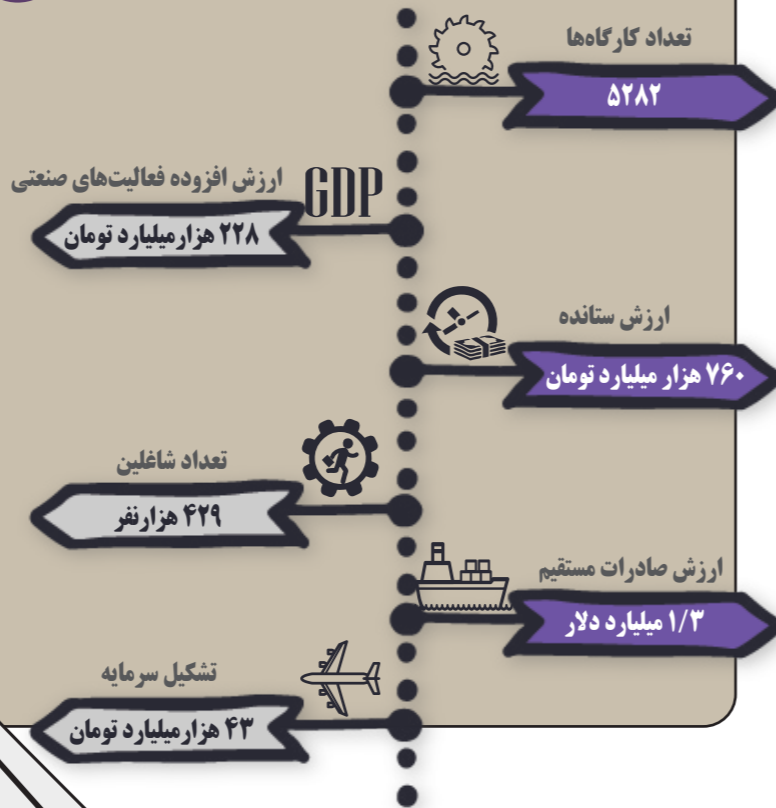 تعداد کارگاه‌ها
۵۲۸۲
ارزش افزوده فعالیت‌های صنعتی
GDP
۲۲۸ هزارمیلیارد تومان
ارزش ستانده
۷۶۰ هزار میلیارد تومان
تعداد شاغلین
۴۲۹ هزارنفر
ارزش صادرات مستقیم
۱/۳ میلیارد دلار
تشکیل سرمایه
۴۳ هزارمیلیارد تومان